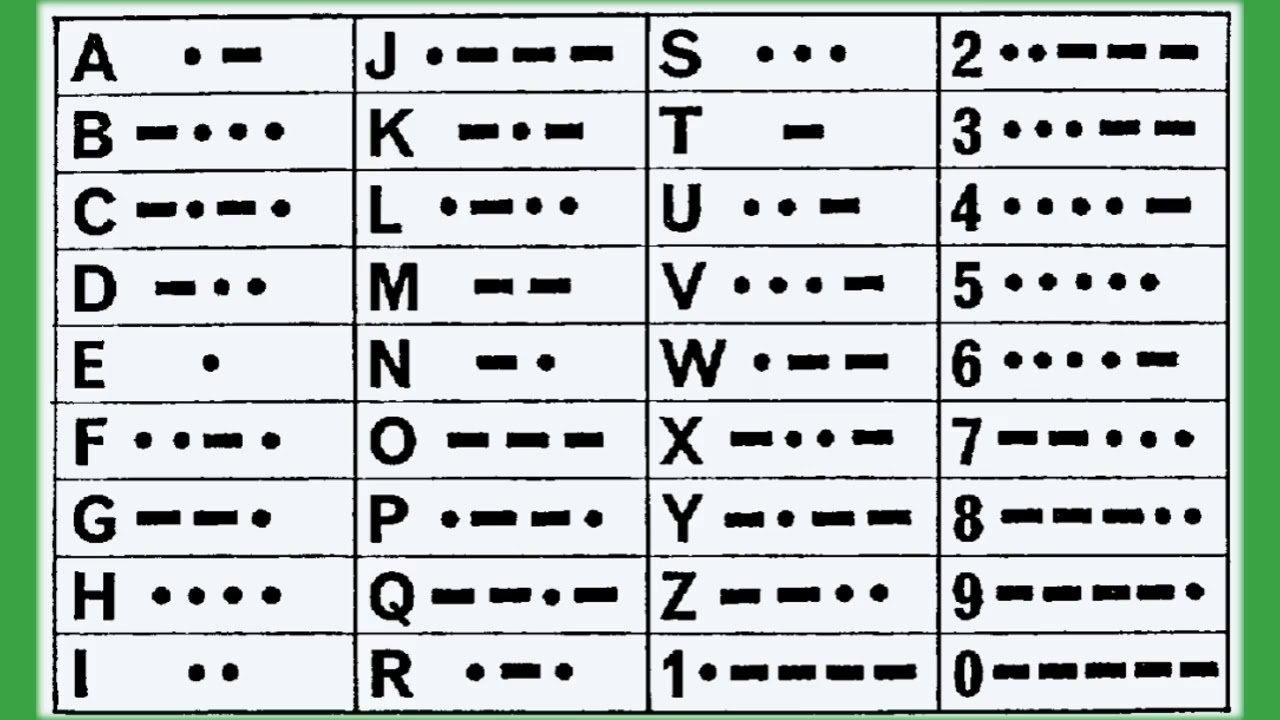 A • — J • — — — S • • • 2 • • — — —
B — • • • K — • — T — 3 • • • — —
C — • — • L • — • • U • • — 4 • • • • —
D — • • M — — V • • • — 5 • • • • •
E • N — • W • — — 6 • • • • —
F • • — • O — — — X — • • — 7 — — • • •
G — — • P • — — • Y — • — — 8 — — — • •
H • • • • Q — — • — Z — — • • 9 — — — — •
I • • R • — • 1 • — — — — 0 — — — — —